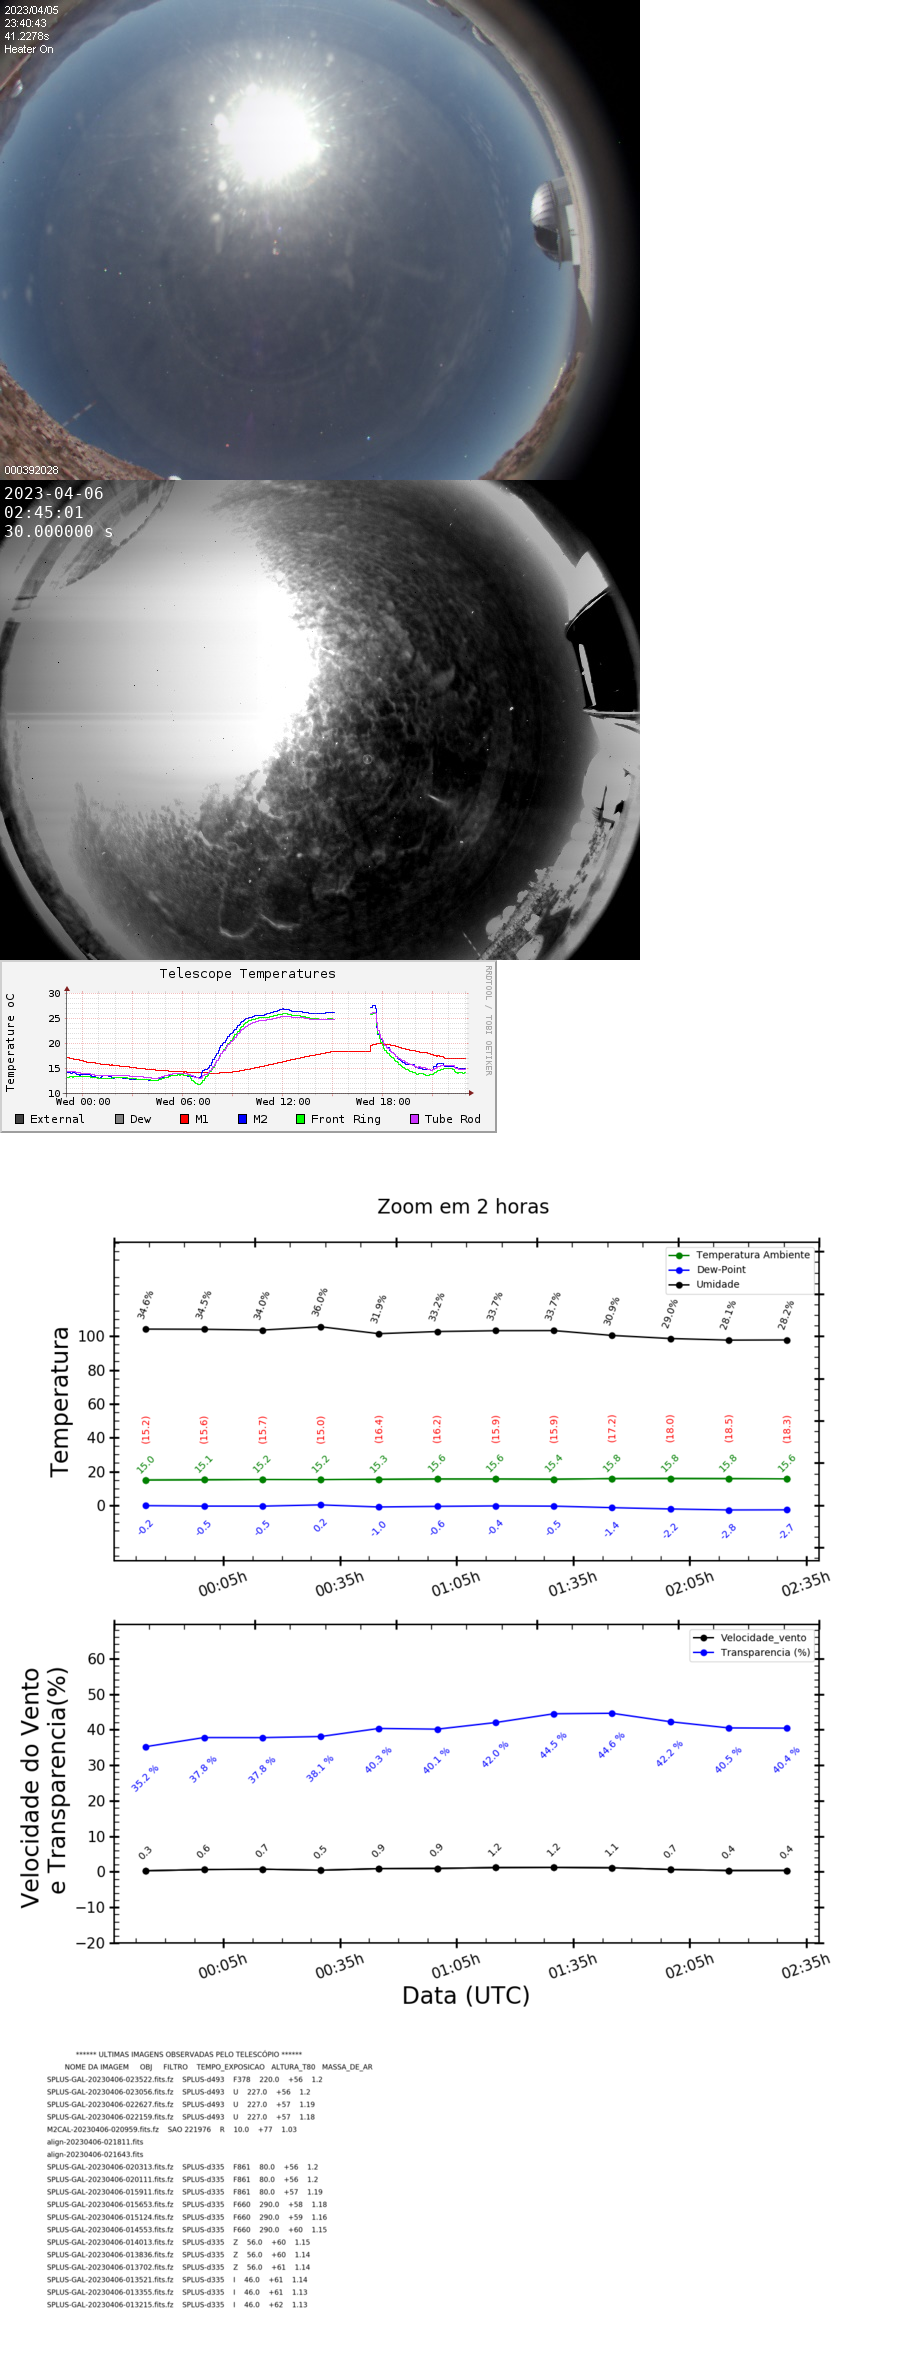 2023/04/05
23:40:43
41.2278s
Heater On
000392028
2023-04-06
02:45:01
30.000000 s
Telescope Temperatures
RRDTOOL / TOBI OETIKER
Temperature oC
30
25
20
15
10
Wed 00:00 Wed 06:00 Wed 12:00 Wed 18:00
External Dew M1 M2 Front Ring Tube Rod
Zoom em 2 horas
Temperatura Ambiente
Dew-Point
Umidade
34.6% 34.5% 34.0% 36.0% 31.9% 33.2% 33.7% 33.7% 30.9% 29.0% 28.1% 28.2%
Temperatura
100
80
60
40
20
0
(15.2) (15.6) (15.7) (15.0) (16.4) (16.2) (15.9) (15.9) (17.2) (18.0) (18.5) (18.3)
15.0 15.1 15.2 15.2 15.3 15.6 15.6 15.4 15.8 15.8 15.8 15.6
-0.2 -0.5 -0.5 0.2 -1.0 -0.6 -0.4 -0.5 -1.4 -2.2 -2.8 -2.7
00:05h 00:35h 01:05h 01:35h 02:05h 02:35h
Velocidade_vento
Transparencia (%)
Velocidade do Vento
e Transparencia(%)
60
50
40
30
20
10
0
−10
−20
35.2 % 37.8 % 37.8 % 38.1 % 40.3 % 40.1 % 42.0 % 44.5 % 44.6 % 42.2 % 40.5 % 40.4 %
0.3 0.6 0.7 0.5 0.9 0.9 1.2 1.2 1.1 0.7 0.4 0.4
00:05h 00:35h 01:05h 01:35h 02:05h 02:35h
Data (UTC)
****** ULTIMAS IMAGENS OBSERVADAS PELO TELESCÓPIO ******
NOME DA IMAGEM OBJ FILTRO TEMPO_EXPOSICAO ALTURA_T80 MASSA_DE_AR
SPLUS-GAL-20230406-023522.fits.fz SPLUS-d493 F378 220.0 +56 1.2
SPLUS-GAL-20230406-023056.fits.fz SPLUS-d493 U 227.0 +56 1.2
SPLUS-GAL-20230406-022627.fits.fz SPLUS-d493 U 227.0 +57 1.19
SPLUS-GAL-20230406-022159.fits.fz SPLUS-d493 U 227.0 +57 1.18
M2CAL-20230406-020959.fits.fz SAO 221976 R 10.0 +77 1.03
align-20230406-021811.fits
align-20230406-021643.fits
SPLUS-GAL-20230406-020313.fits.fz SPLUS-d335 F861 80.0 +56 1.2
SPLUS-GAL-20230406-020111.fits.fz SPLUS-d335 F861 80.0 +56 1.2
SPLUS-GAL-20230406-015911.fits.fz SPLUS-d335 F861 80.0 +57 1.19
SPLUS-GAL-20230406-015653.fits.fz SPLUS-d335 F660 290.0 +58 1.18
SPLUS-GAL-20230406-015124.fits.fz SPLUS-d335 F660 290.0 +59 1.16
SPLUS-GAL-20230406-014553.fits.fz SPLUS-d335 F660 290.0 +60 1.15
SPLUS-GAL-20230406-014013.fits.fz SPLUS-d335 Z 56.0 +60 1.15
SPLUS-GAL-20230406-013836.fits.fz SPLUS-d335 Z 56.0 +60 1.14
SPLUS-GAL-20230406-013702.fits.fz SPLUS-d335 Z 56.0 +61 1.14
SPLUS-GAL-20230406-013521.fits.fz SPLUS-d335 I 46.0 +61 1.14
SPLUS-GAL-20230406-013355.fits.fz SPLUS-d335 I 46.0 +61 1.13
SPLUS-GAL-20230406-013215.fits.fz SPLUS-d335 I 46.0 +62 1.13